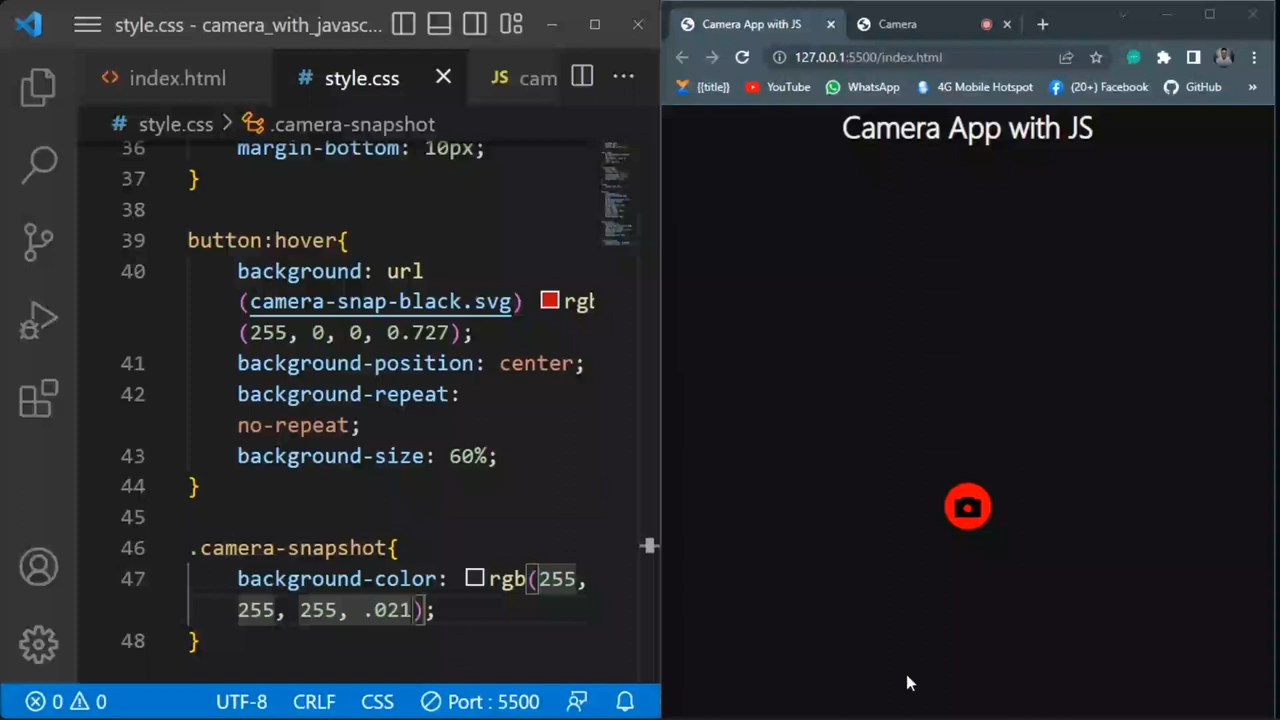 style.css - camera_with_javasc...
index.html
# style.css
JS cam
# style.css > .camera-snapshot
36 margin-bottom: 10px;
37 }
38
39 button:hover{
40 background: url
(camera-snap-black.svg) rgb
(255, 0, 0, 0.727);
41 background-position: center;
42 background-repeat:
no-repeat;
43 background-size: 60%;
44 }
45
46 .camera-snapshot{
47 background-color: rgb(255,
255, 255, .021);
48 }
0 0 UTF-8 CRLF CSS Port : 5500
Camera App with JS
Camera
127.0.0.1:5500/index.html
{{title}} YouTube WhatsApp 4G Mobile Hotspot (20+) Facebook GitHub »
Camera App with JS